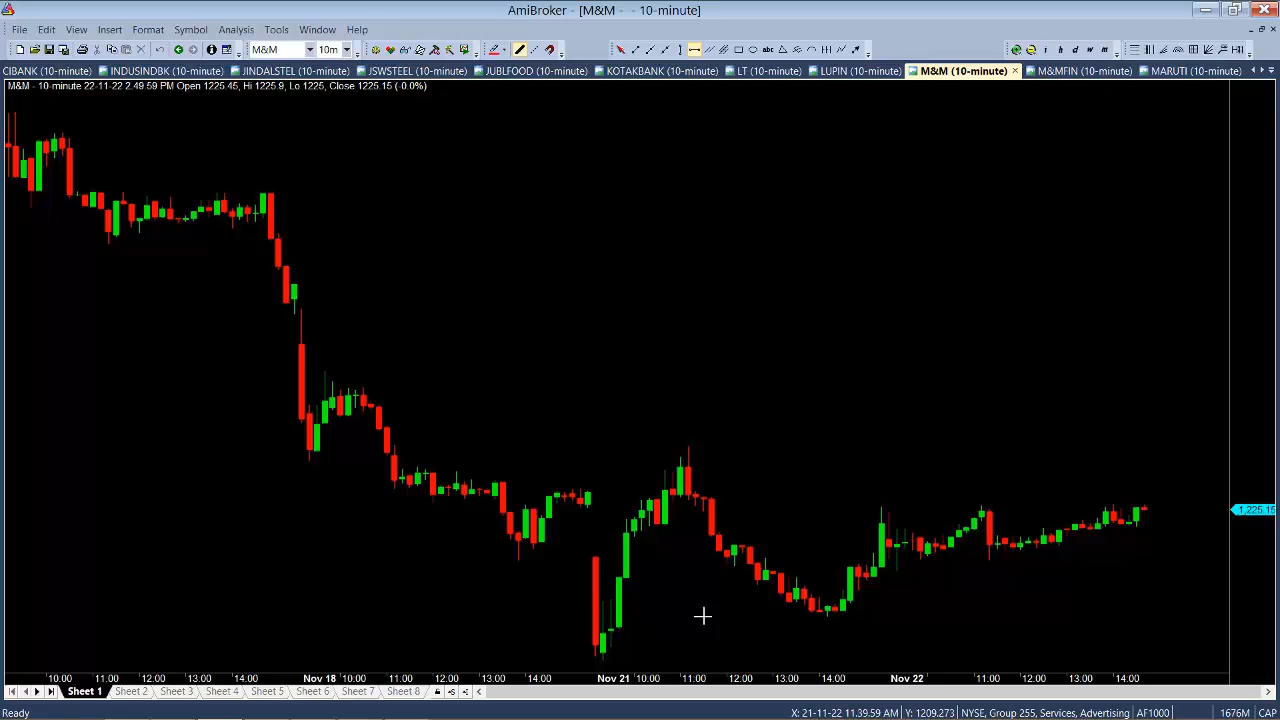 AmiBroker - [M&M - - 10-minute]
File Edit View Insert Format Symbol Analysis Tools Window Help
M&M 10m abc i h d w m
CIBANK (10-minute) INDUSINDBK (10-minute) JINDALSTEL (10-minute) JSWSTEEL (10-minute) JUBLFOOD (10-minute) KOTAKBANK (10-minute) LT (10-minute) LUPIN (10-minute) M&M (10-minute) × M&MFIN (10-minute) MARUTI (10-minute)
M&M - 10-minute 22-11-22 2.49 59 PM Open 1225.45, Hi 1225.9, Lo 1225, Close 1225.15 (-0.0%)
1,225.15
10.00 11:00 12:00 13.00 14.00 Nov 18 10.00 11:00 12:00 13.00 14.00 Nov 21 10.00 11:00 12:00 13.00 14.00 Nov 22 11:00 12:00 13.00 14.00
Sheet 1 Sheet 2 Sheet 3 Sheet 4 Sheet 5 Sheet 6 Sheet 7 Sheet 8
Ready X: 21-11-22 11.39.59 AM Y: 1209.273 NYSE, Group 255, Services, Advertising AF1000 1676M CAP